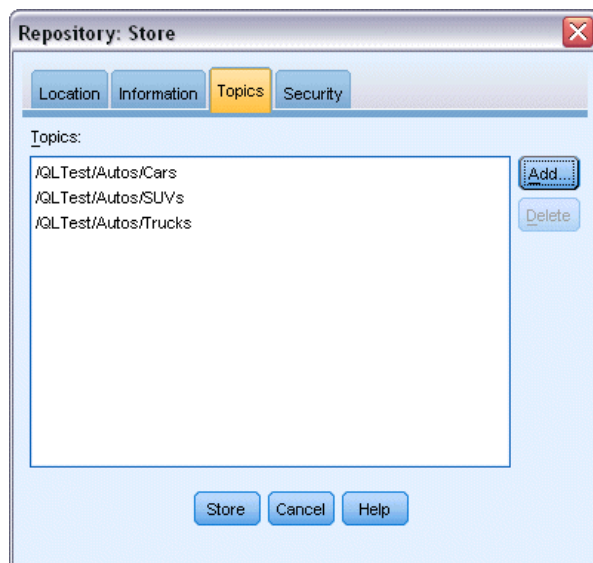 Repository: Store
Location Information Topics Security
Topics:
/QLTest/Autos/Cars
/QLTest/Autos/SUVs
/QLTest/Autos/Trucks
Add...
Delete
Store Cancel Help